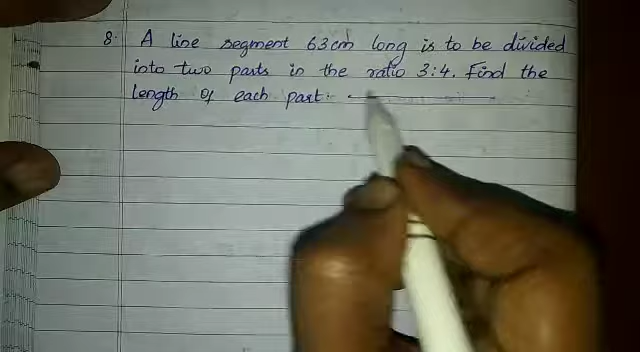 8. A line segment 63cm long is to be divided
into two parts in the ratio 3:4. Find the
length of each part.